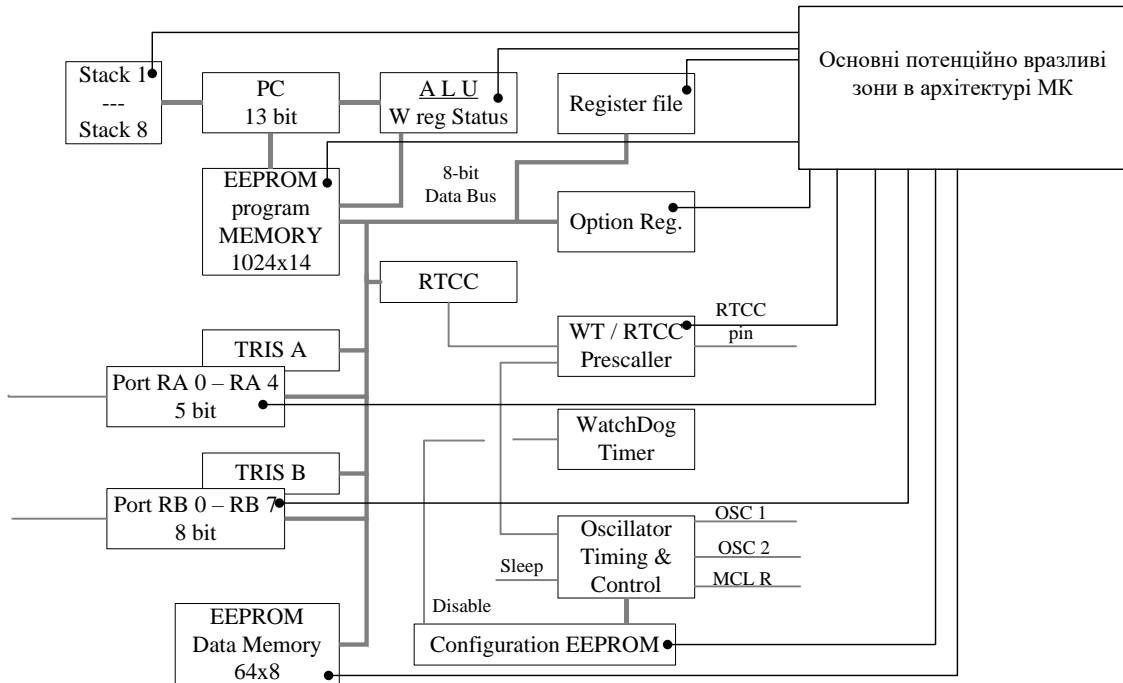 Stack 1
---
Stack 8
PC
13 bit
A L U
W reg Status
Register file
Основні потенційно вразливі
зони в архітектурі МК
EEPROM
program
MEMORY
1024x14
8-bit
Data Bus
Option Reg.
RTCC
WT / RTCC
Prescaller
RTCC
pin
TRIS A
Port RA 0 – RA 4
5 bit
WatchDog
Timer
TRIS B
Port RB 0 – RB 7
8 bit
Oscillator
Timing &
Control
OSC 1
OSC 2
MCL R
Sleep
Disable
Configuration EEPROM
EEPROM
Data Memory
64x8